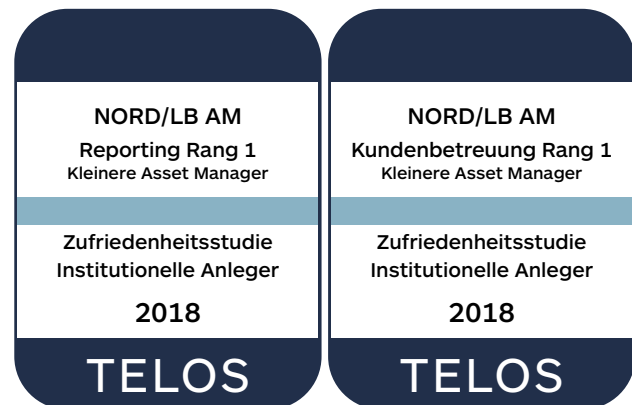 NORD/LB AM
Reporting Rang 1
Kleinere Asset Manager
Zufriedenheitsstudie
Institutionelle Anleger
2018
TELOS
NORD/LB AM
Kundenbetreuung Rang 1
Kleinere Asset Manager
Zufriedenheitsstudie
Institutionelle Anleger
2018
TELOS